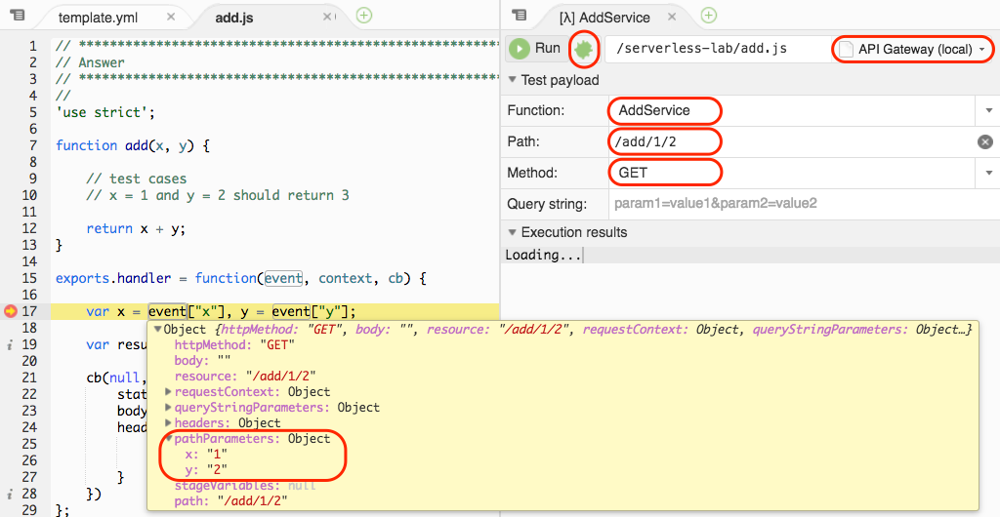 template.yml
add.js
1 // ****************************************************
2 // Answer
3 // ****************************************************
4 //
5 'use strict';
6
7 function add(x, y) {
8
9 // test cases
10 // x = 1 and y = 2 should return 3
11
12 return x + y;
13 }
14
15 exports.handler = function(event, context, cb) {
16
17 var x = event["x"], y = event["y"];
18
19 var resu
20
21 cb(null,
22 stat
23 body
24 head
25
26
27 }
28 })
29 };
Object {httpMethod: "GET", body: "", resource: "/add/1/2", requestContext: Object, queryStringParameters: Object…}
httpMethod: "GET"
body: ""
resource: "/add/1/2"
requestContext: Object
queryStringParameters: Object
headers: Object
pathParameters: Object
x: "1"
y: "2"
stageVariables: null
path: "/add/1/2"
[λ] AddService
Run
/serverless-lab/add.js
API Gateway (local)
Test payload
Function: AddService
Path: /add/1/2
Method: GET
Query string: param1=value1&param2=value2
Execution results
Loading...